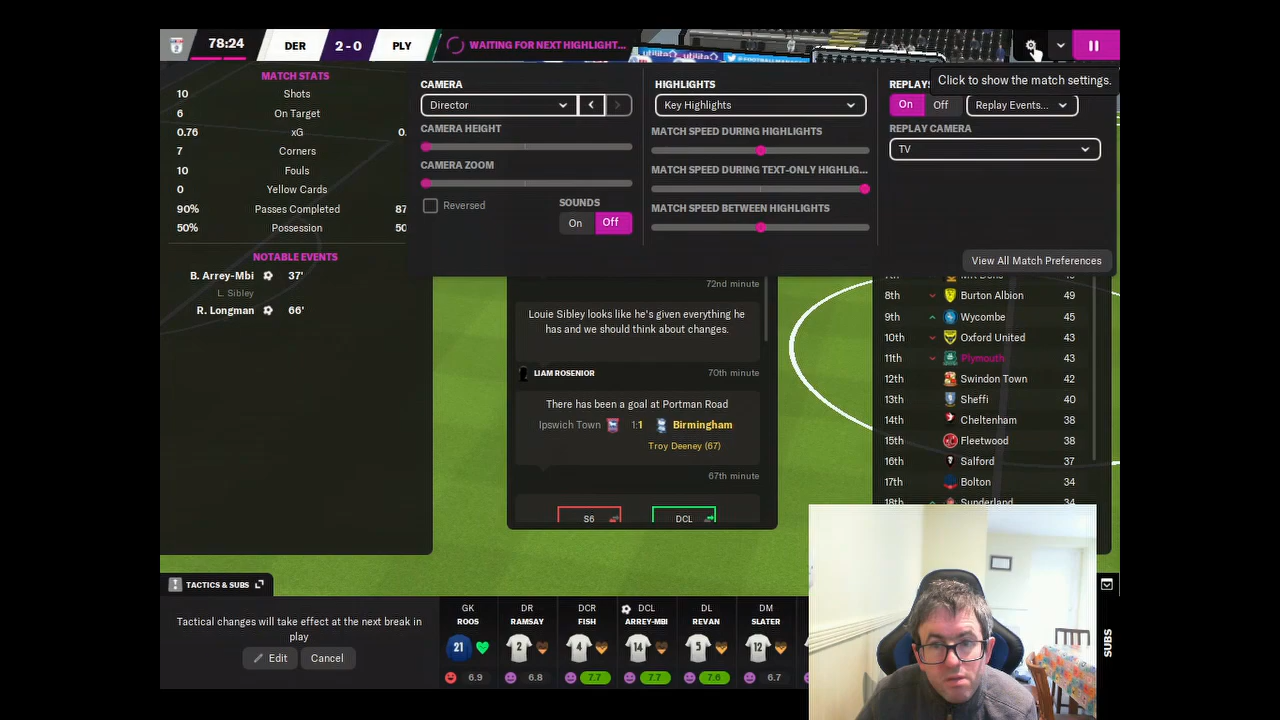 78:24
DER
2 - 0
PLY
WAITING FOR NEXT HIGHLIGHT...
utilita
utilita
Click to show the match settings.
MATCH STATS
10 Shots
6 On Target
0.76 xG 0.
7 Corners
10 Fouls
0 Yellow Cards
90% Passes Completed 87
50% Possession 50
NOTABLE EVENTS
B. Arrey-Mbi 37'
L. Sibley
R. Longman 66'
CAMERA
Director
CAMERA HEIGHT
CAMERA ZOOM
Reversed
SOUNDS
On Off
HIGHLIGHTS
Key Highlights
MATCH SPEED DURING HIGHLIGHTS
MATCH SPEED DURING TEXT-ONLY HIGHLIG...
MATCH SPEED BETWEEN HIGHLIGHTS
REPLAYS
On Off Replay Events...
REPLAY CAMERA
TV
View All Match Preferences
72nd minute
Louie Sibley looks like he's given everything he
has and we should think about changes.
LIAM ROSENIOR 70th minute
There has been a goal at Portman Road
Ipswich Town 1:1 Birmingham
Troy Deeney (67)
67th minute
S6 DCL
8th Burton Albion 49
9th Wycombe 45
10th Oxford United 43
11th Plymouth 43
12th Swindon Town 42
13th Sheffi 40
14th Cheltenham 38
15th Fleetwood 38
16th Salford 37
17th Bolton 34
18th Sunderland 34
TACTICS & SUBS
Tactical changes will take effect at the next break in
play
Edit Cancel
GK DR DCR DCL DL DM
ROOS RAMSAY FISH ARREY-MBI REVAN SLATER
21 2 4 14 5 12
6.9 6.8 7.7 7.7 7.6 6.7
SUBS